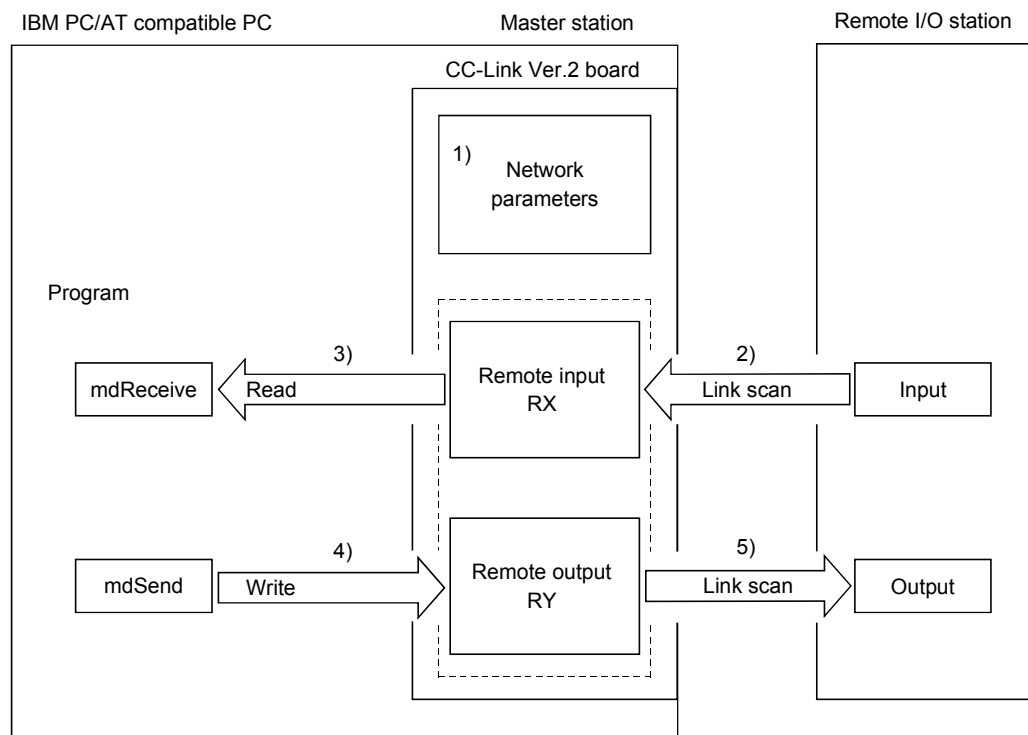 IBM PC/AT compatible PC
Master station
Remote I/O station
CC-Link Ver.2 board
1)
Network
parameters
Program
3)
2)
mdReceive
Read
Remote input
RX
Link scan
Input
4)
5)
mdSend
Write
Remote output
RY
Link scan
Output